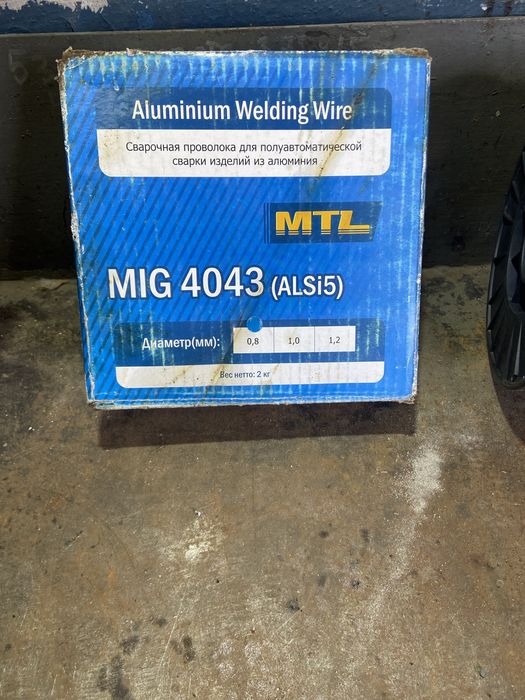 Aluminium Welding Wire
Сварочная проволока для полуавтоматической
сварки изделий из алюминия
MTL
MIG 4043 (ALSi5)
Диаметр(мм): 0,8 1,0 1,2
Вес нетто: 2 кг